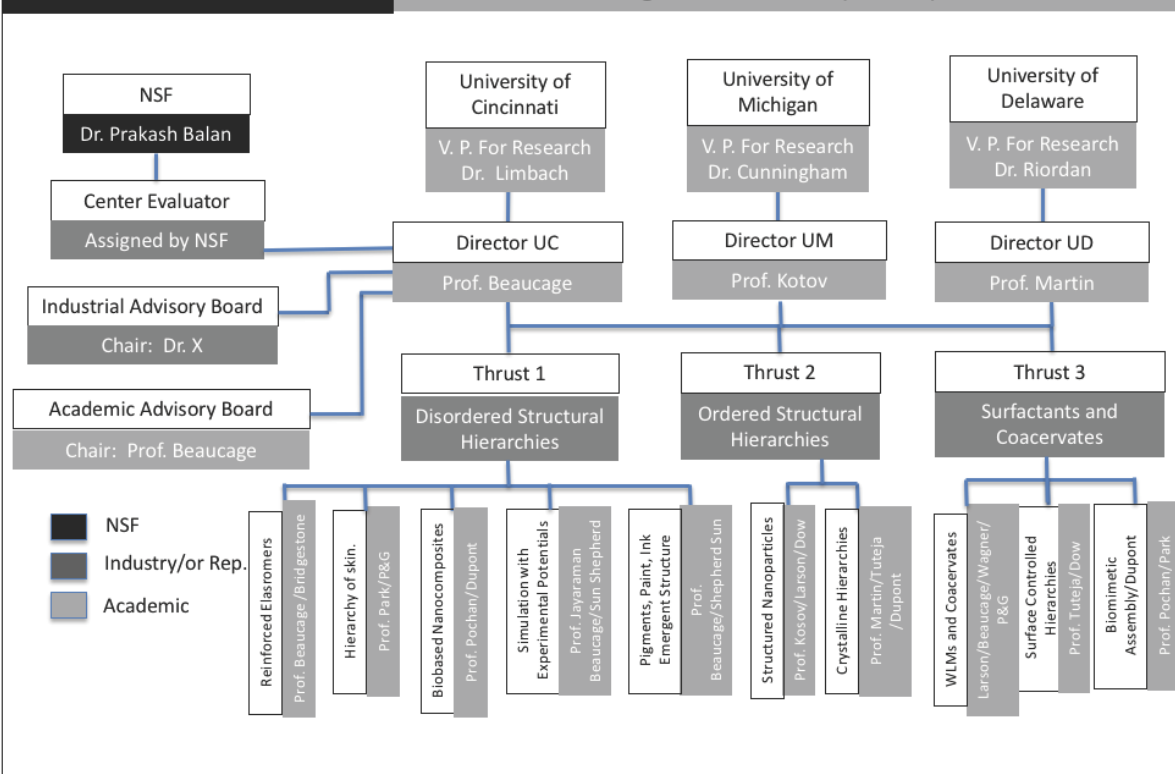 NSF
Dr. Prakash Balan
Center Evaluator
Assigned by NSF
Industrial Advisory Board
Chair: Dr. X
Academic Advisory Board
Chair: Prof. Beaucage
University of
Cincinnati
V. P. For Research
Dr. Limbach
University of
Michigan
V. P. For Research
Dr. Cunningham
University of
Delaware
V. P. For Research
Dr. Riordan
Director UC
Prof. Beaucage
Director UM
Prof. Kotov
Director UD
Prof. Martin
Thrust 1
Disordered Structural
Hierarchies
Thrust 2
Ordered Structural
Hierarchies
Thrust 3
Surfactants and
Coacervates
NSF
Industry/or Rep.
Academic
Reinforced Elasromers
Prof. Beaucage /Bridgestone
Hierarchy of skin.
Prof. Park/P&G
Biobased Nanocomposites
Prof. Pochan/Dupont
Simulation with
Experimental Potentials
Prof. Jayaraman
Beaucage/Sun Shepherd
Pigments, Paint, Ink
Emergent Structure
Prof.
Beaucage/Shepherd Sun
Structured Nanoparticles
Prof. Kosov/Larson/Dow
Crystalline Hierarchies
Prof. Martin/Tuteja
/Dupont
WLMs and Coacervates
Larson/Beaucage/Wagner/
P&G
Surface Controlled
Hierarchies
Prof. Tuteja/Dow
Biomimetic
Assembly/Dupont
Prof. Pochan/Park